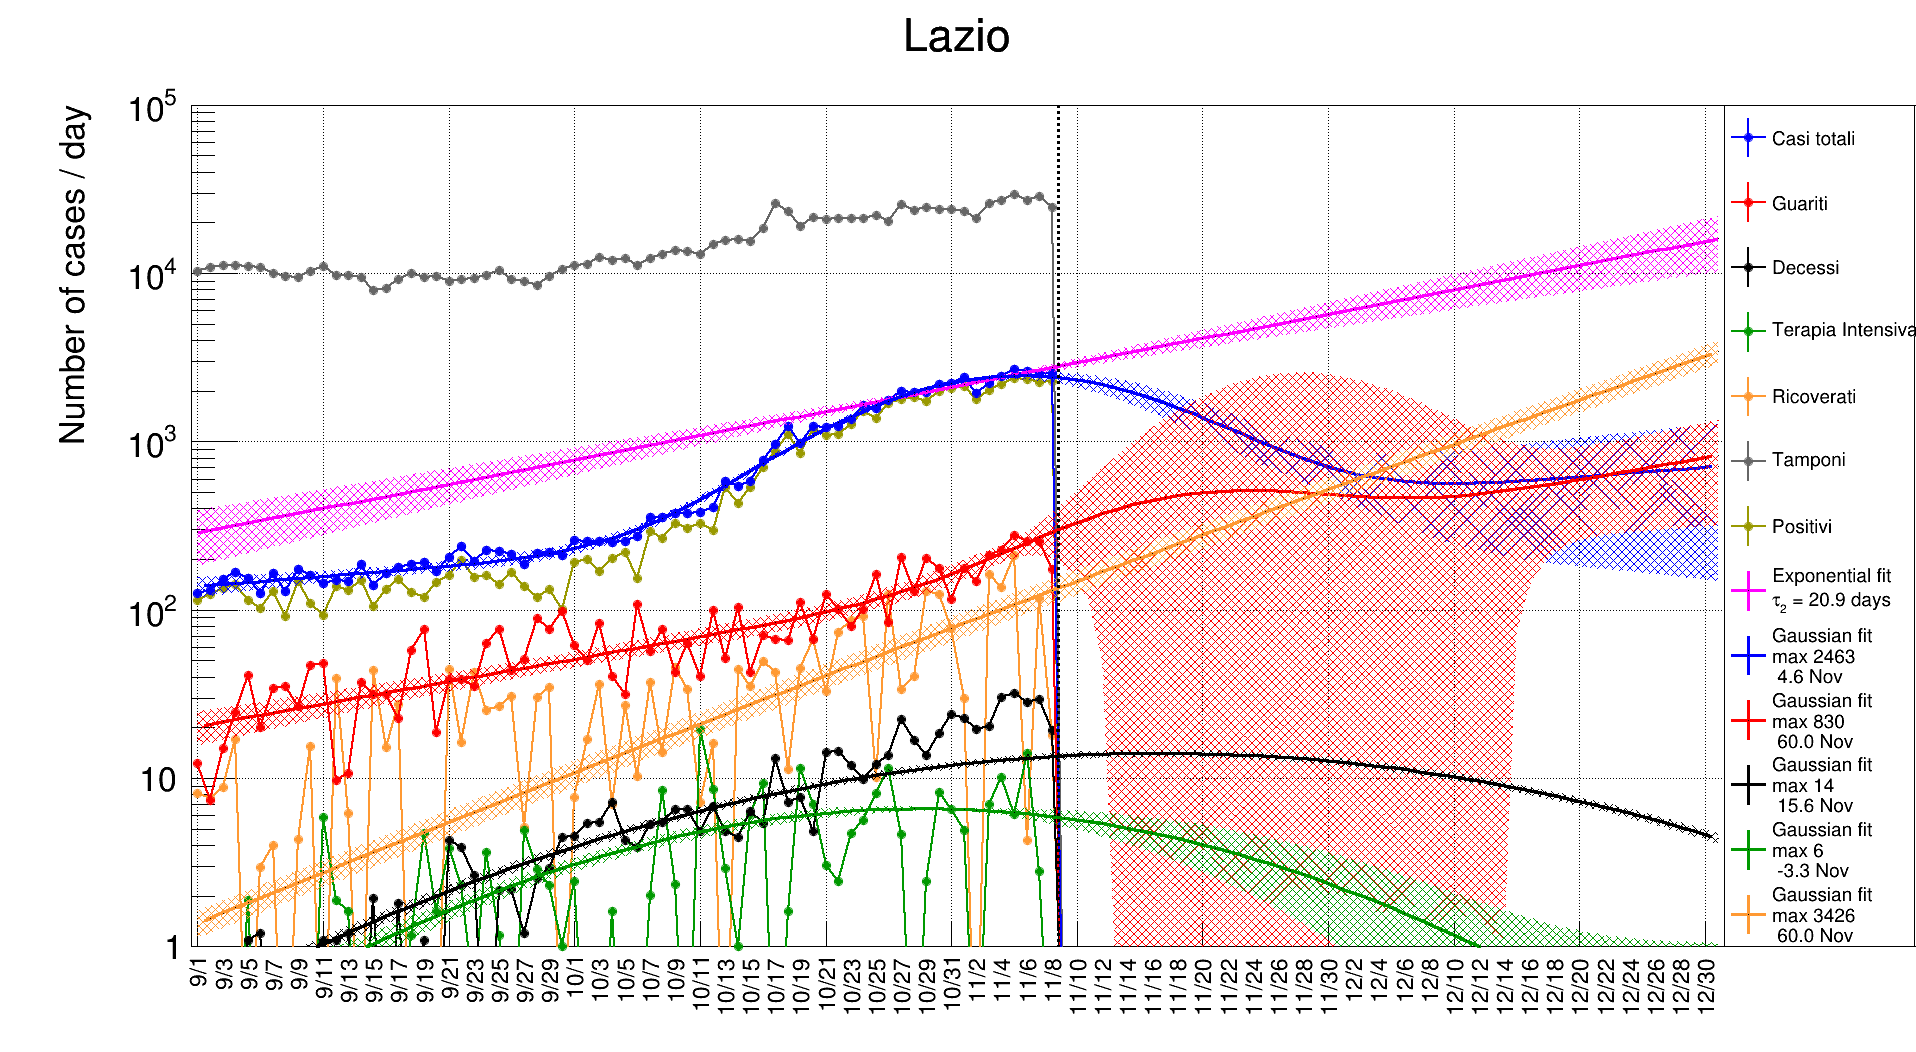 Lazio
Number of cases / day
10^5
10^4
10^3
10^2
10
1
9/1
9/3
9/5
9/7
9/9
9/11
9/13
9/15
9/17
9/19
9/21
9/23
9/25
9/27
9/29
10/1
10/3
10/5
10/7
10/9
10/11
10/13
10/15
10/17
10/19
10/21
10/23
10/25
10/27
10/29
10/31
11/2
11/4
11/6
11/8
11/10
11/12
11/14
11/16
11/18
11/20
11/22
11/24
11/26
11/28
11/30
12/2
12/4
12/6
12/8
12/10
12/12
12/14
12/16
12/18
12/20
12/22
12/24
12/26
12/28
12/30
Casi totali
Guariti
Decessi
Terapia Intensiva
Ricoverati
Tamponi
Positivi
Exponential fit
τ_2 = 20.9 days
Gaussian fit
max 2463
4.6 Nov
Gaussian fit
max 830
60.0 Nov
Gaussian fit
max 14
15.6 Nov
Gaussian fit
max 6
-3.3 Nov
Gaussian fit
max 3426
60.0 Nov